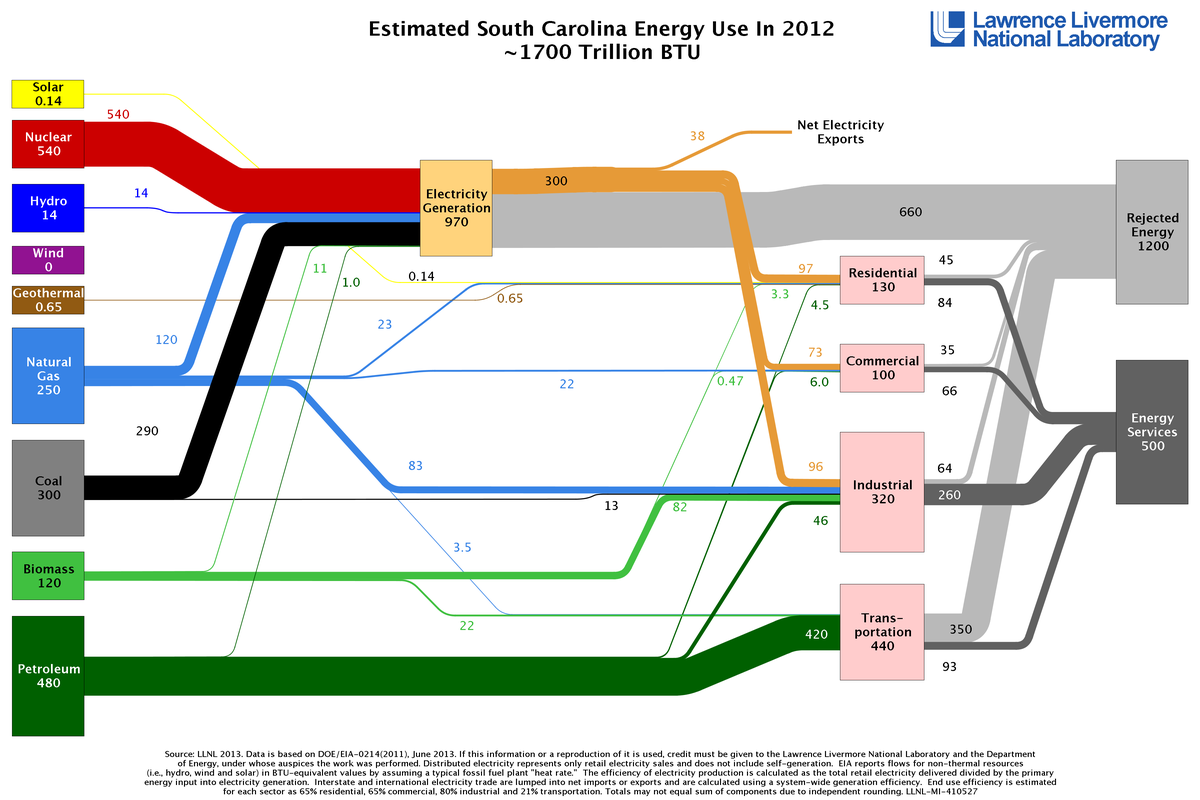 Estimated South Carolina Energy Use In 2012
~1700 Trillion BTU
Lawrence Livermore
National Laboratory
Solar
0.14
Nuclear
540
540
Hydro
14
14
Wind
0
Geothermal
0.65
Natural
Gas
250
Coal
300
Biomass
120
Petroleum
480
120
290
11
1.0
0.14
0.65
23
22
83
13
3.5
22
82
Electricity
Generation
970
300
38
Net Electricity
Exports
660
97
3.3
4.5
73
0.47
6.0
96
46
420
Residential
130
45
84
Commercial
100
35
66
Industrial
320
64
260
Trans-
portation
440
350
93
Rejected
Energy
1200
Energy
Services
500
Source: LLNL 2013. Data is based on DOE/EIA-0214(2011), June 2013. If this information or a reproduction of it is used, credit must be given to the Lawrence Livermore National Laboratory and the Department
of Energy, under whose auspices the work was performed. Distributed electricity represents only retail electricity sales and does not include self-generation. EIA reports flows for non-thermal resources
(i.e., hydro, wind and solar) in BTU-equivalent values by assuming a typical fossil fuel plant "heat rate." The efficiency of electricity production is calculated as the total retail electricity delivered divided by the primary
energy input into electricity generation. Interstate and international electricity trade are lumped into net imports or exports and are calculated using a system-wide generation efficiency. End use efficiency is estimated
for each sector as 65% residential, 65% commercial, 80% industrial and 21% transportation. Totals may not equal sum of components due to independent rounding. LLNL-MI-410527